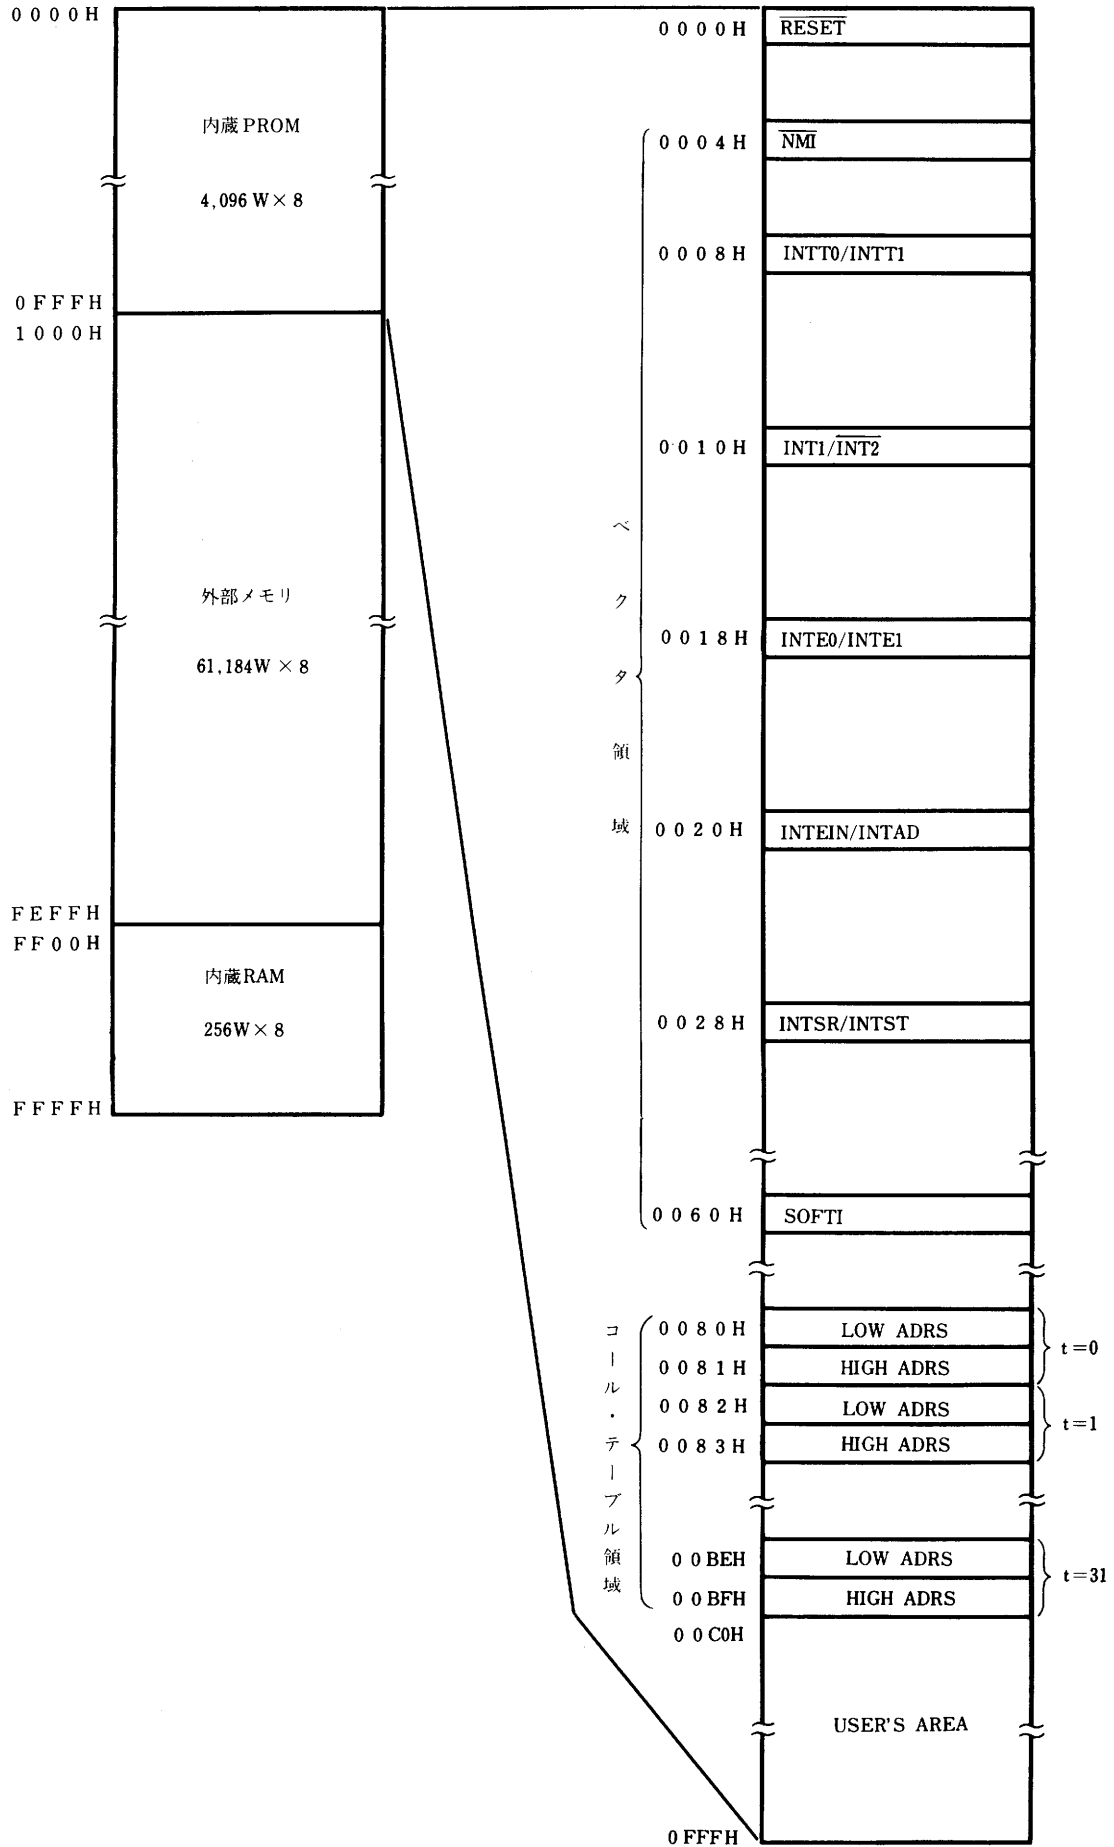 0000H
内蔵PROM
4,096W×8
0FFFH
1000H
外部メモリ
61,184W×8
FEFFH
FF00H
内蔵RAM
256W×8
FFFFH
0000H RESET
0004H NMI
0008H INTT0/INTT1
0010H INT1/INT2
0018H INTE0/INTE1
0020H INTEIN/INTAD
0028H INTSR/INTST
0060H SOFTI
ベクタ領域
0080H LOW ADRS
0081H HIGH ADRS
t=0
0082H LOW ADRS
0083H HIGH ADRS
t=1
00BEH LOW ADRS
00BFH HIGH ADRS
t=31
コール・テーブル領域
00C0H
USER'S AREA
0FFFH